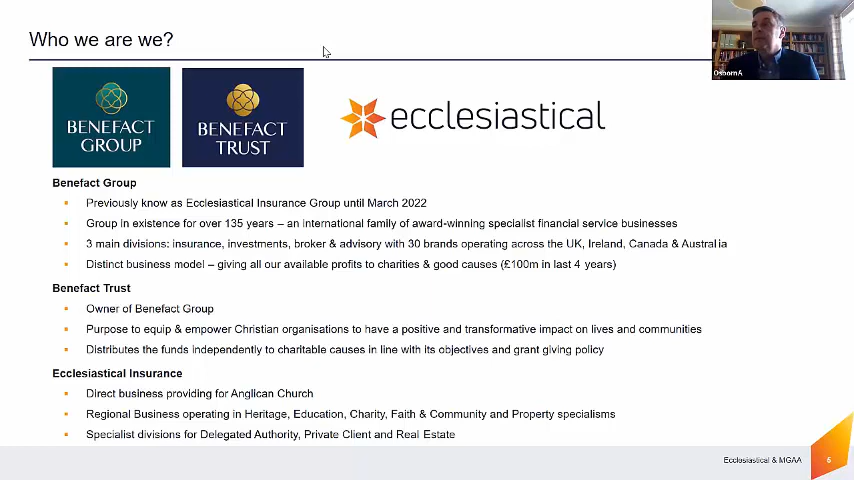 Who we are we?
OsbornA
BENEFACT
GROUP
BENEFACT
TRUST
ecclesiastical
Benefact Group
Previously know as Ecclesiastical Insurance Group until March 2022
Group in existence for over 135 years – an international family of award-winning specialist financial service businesses
3 main divisions: insurance, investments, broker & advisory with 30 brands operating across the UK, Ireland, Canada & Australia
Distinct business model – giving all our available profits to charities & good causes (£100m in last 4 years)
Benefact Trust
Owner of Benefact Group
Purpose to equip & empower Christian organisations to have a positive and transformative impact on lives and communities
Distributes the funds independently to charitable causes in line with its objectives and grant giving policy
Ecclesiastical Insurance
Direct business providing for Anglican Church
Regional Business operating in Heritage, Education, Charity, Faith & Community and Property specialisms
Specialist divisions for Delegated Authority, Private Client and Real Estate
Ecclesiastical & MGAA
5